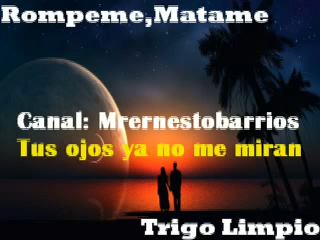 Rompeme,Matame
Canal: Mrernestobarrios
Tus ojos ya no me miran
Trigo Limpio